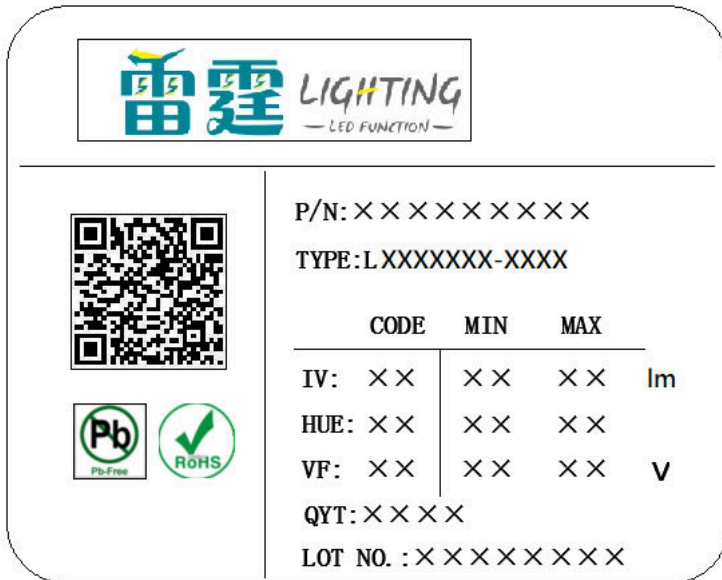 雷霆 LIGHTING
LED FUNCTION
P/N:×××××××××
TYPE:LXXXXXXX-XXXX
CODE MIN MAX
IV: ×× ×× ×× lm
HUE: ×× ×× ××
VF: ×× ×× ×× V
QYT:××××
LOT NO.:××××××××
Pb
Pb-Free
RoHS